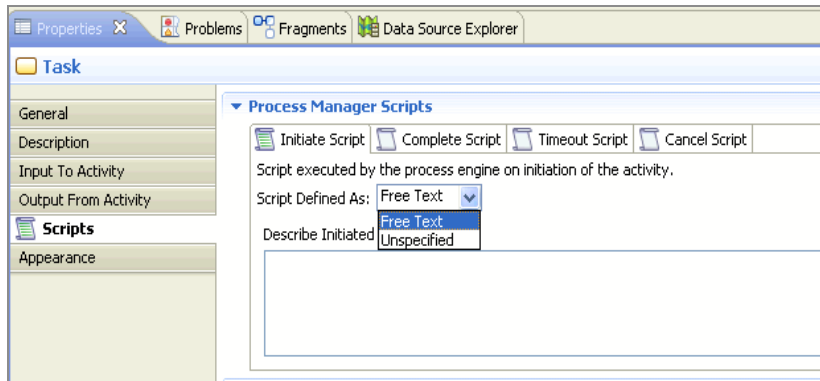 Properties Problems Fragments Data Source Explorer
Task
General
Description
Input To Activity
Output From Activity
Scripts
Appearance
Process Manager Scripts
Initiate Script Complete Script Timeout Script Cancel Script
Script executed by the process engine on initiation of the activity.
Script Defined As: Free Text
Free Text
Unspecified
Describe Initiated